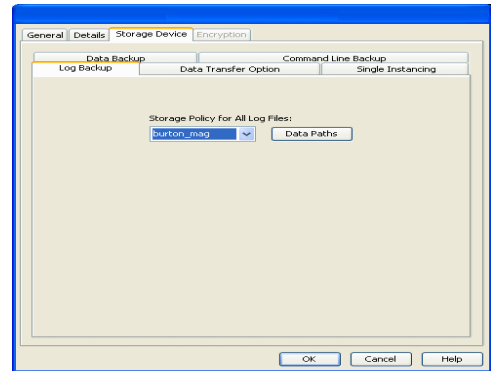 General Details Storage Device Encryption
Data Backup Command Line Backup
Log Backup Data Transfer Option Single Instancing
Storage Policy for All Log Files:
burton_mag Data Paths
OK Cancel Help